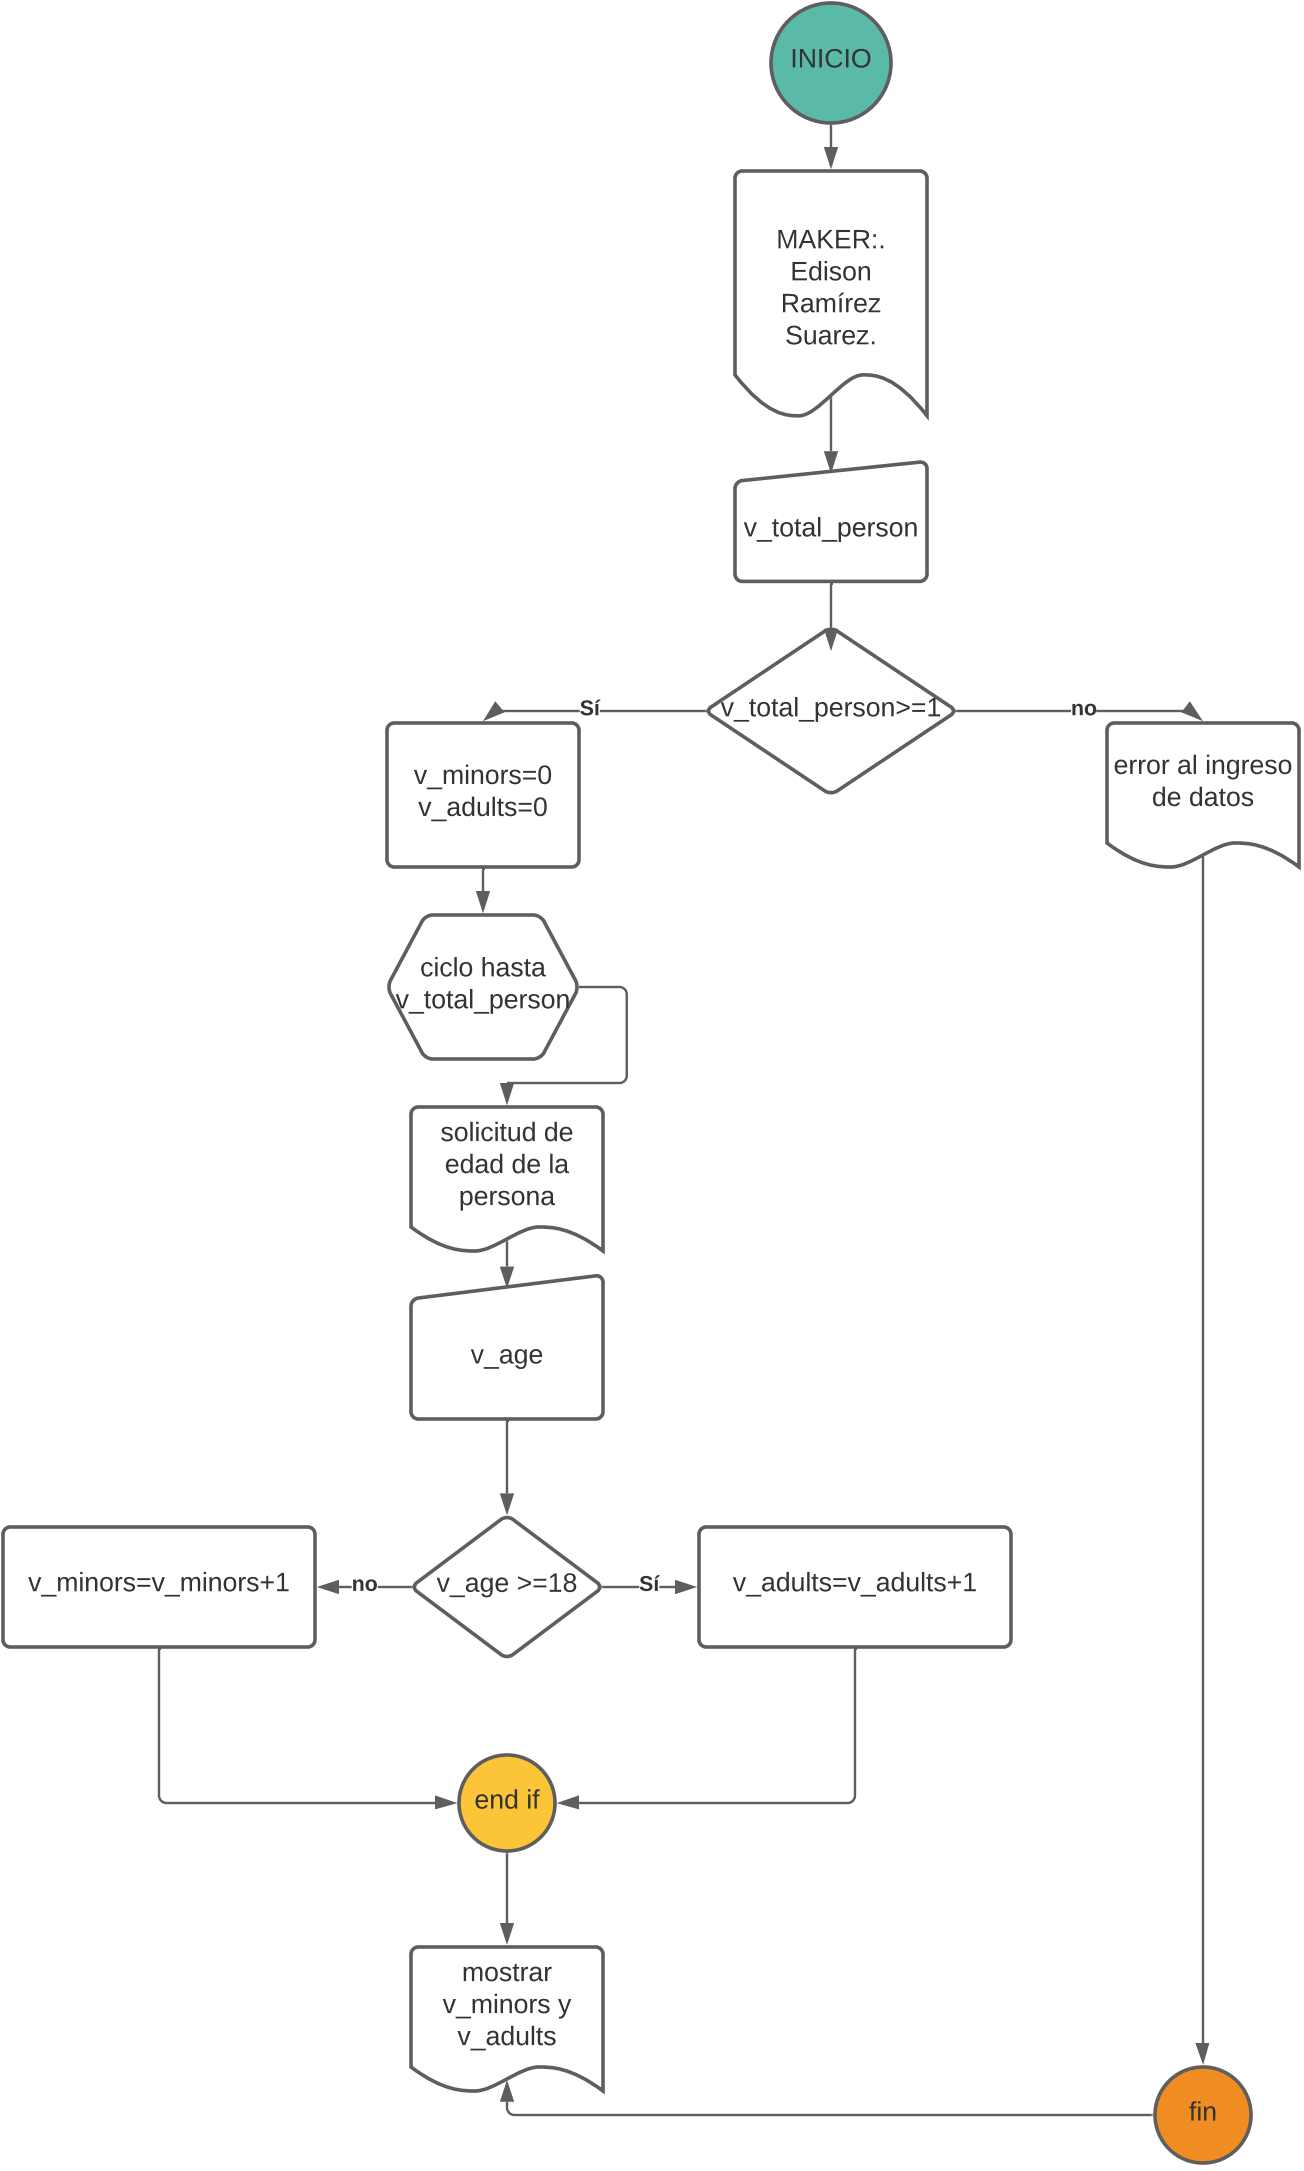 INICIO
MAKER:.
Edison
Ramírez
Suarez.
v_total_person
v_total_person>=1
Sí
no
v_minors=0
v_adults=0
error al ingreso
de datos
ciclo hasta
v_total_person
solicitud de
edad de la
persona
v_age
v_age >=18
no
Sí
v_minors=v_minors+1
v_adults=v_adults+1
end if
mostrar
v_minors y
v_adults
fin